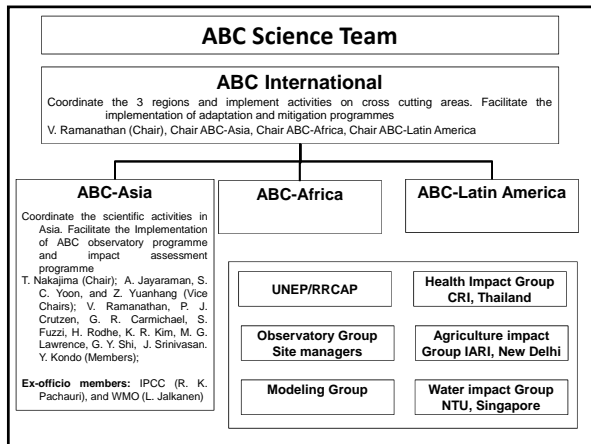 ABC Science Team
ABC International
Coordinate the 3 regions and implement activities on cross cutting areas. Facilitate the
implementation of adaptation and mitigation programmes
V. Ramanathan (Chair), Chair ABC-Asia, Chair ABC-Africa, Chair ABC-Latin America
ABC-Asia
Coordinate the scientific activities in
Asia. Facilitate the Implementation
of ABC observatory programme
and impact assessment
programme
T. Nakajima (Chair); A. Jayaraman, S.
C. Yoon, and Z. Yuanhang (Vice
Chairs); V. Ramanathan, P. J.
Crutzen, G. R. Carmichael, S.
Fuzzi, H. Rodhe, K. R. Kim, M. G.
Lawrence, G. Y. Shi, J. Srinivasan.
Y. Kondo (Members);
Ex-officio members: IPCC (R. K.
Pachauri), and WMO (L. Jalkanen)
ABC-Africa
ABC-Latin America
UNEP/RRCAP
Health Impact Group
CRI, Thailand
Observatory Group
Site managers
Agriculture impact
Group IARI, New Delhi
Modeling Group
Water impact Group
NTU, Singapore